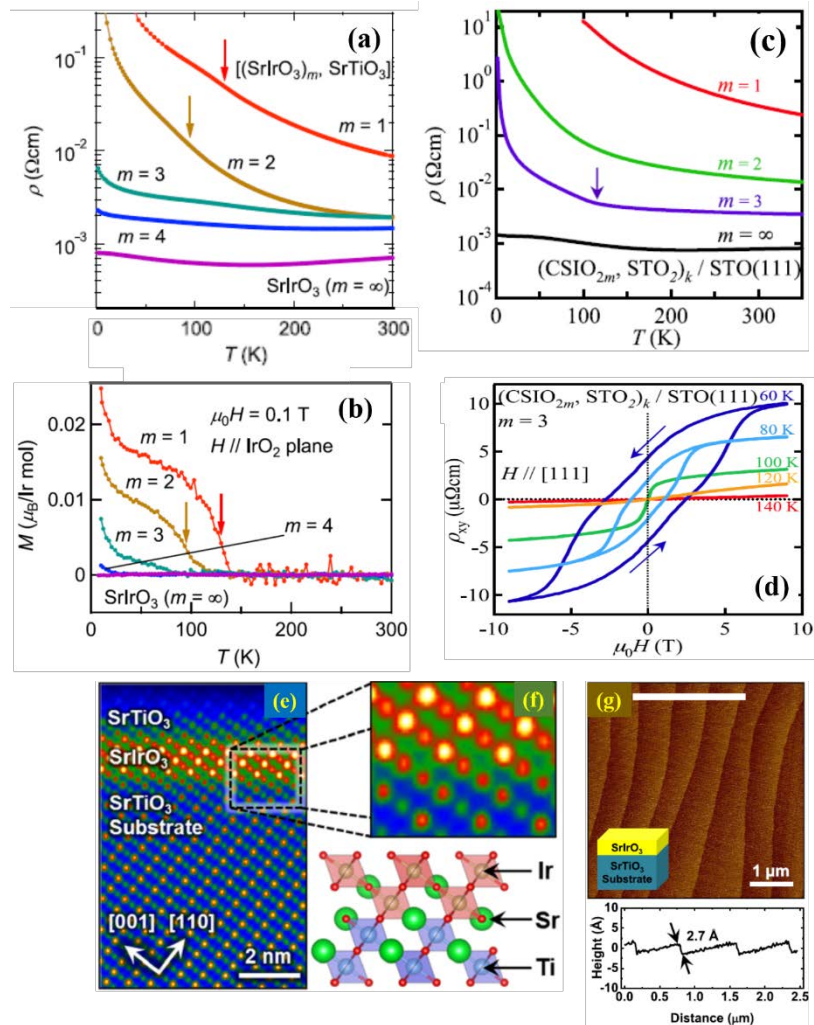 (a)
[(SrIrO3)m, SrTiO3]
m = 1
m = 2
m = 3
m = 4
SrIrO3 (m = ∞)
10-1
10-2
10-3
ρ (Ωcm)
0 100 200 300
T (K)
(c)
m = 1
m = 2
m = 3
m = ∞
(CSIO2m, STO2)k / STO(111)
101
100
10-1
10-2
10-3
10-4
ρ (Ωcm)
0 100 200 300
T (K)
(b)
μ0H = 0.1 T
H // IrO2 plane
m = 1
m = 2
m = 3
m = 4
SrIrO3 (m = ∞)
0.02
0.01
0
M (μB/Ir mol)
0 100 200 300
T (K)
(CSIO2m, STO2)k / STO(111)
m = 3
H // [111]
60 K
80 K
100 K
120 K
140 K
(d)
10
5
0
-5
-10
ρxy (μΩcm)
-10 -5 0 5 10
μ0H (T)
(e)
SrTiO3
SrIrO3
SrTiO3
Substrate
[001] [110]
2 nm
(f)
Ir
Sr
Ti
(g)
SrIrO3
SrTiO3
Substrate
1 μm
10
5
0
-5
-10
Height (Å)
2.7 Å
0.0 0.5 1.0 1.5 2.0 2.5
Distance (μm)